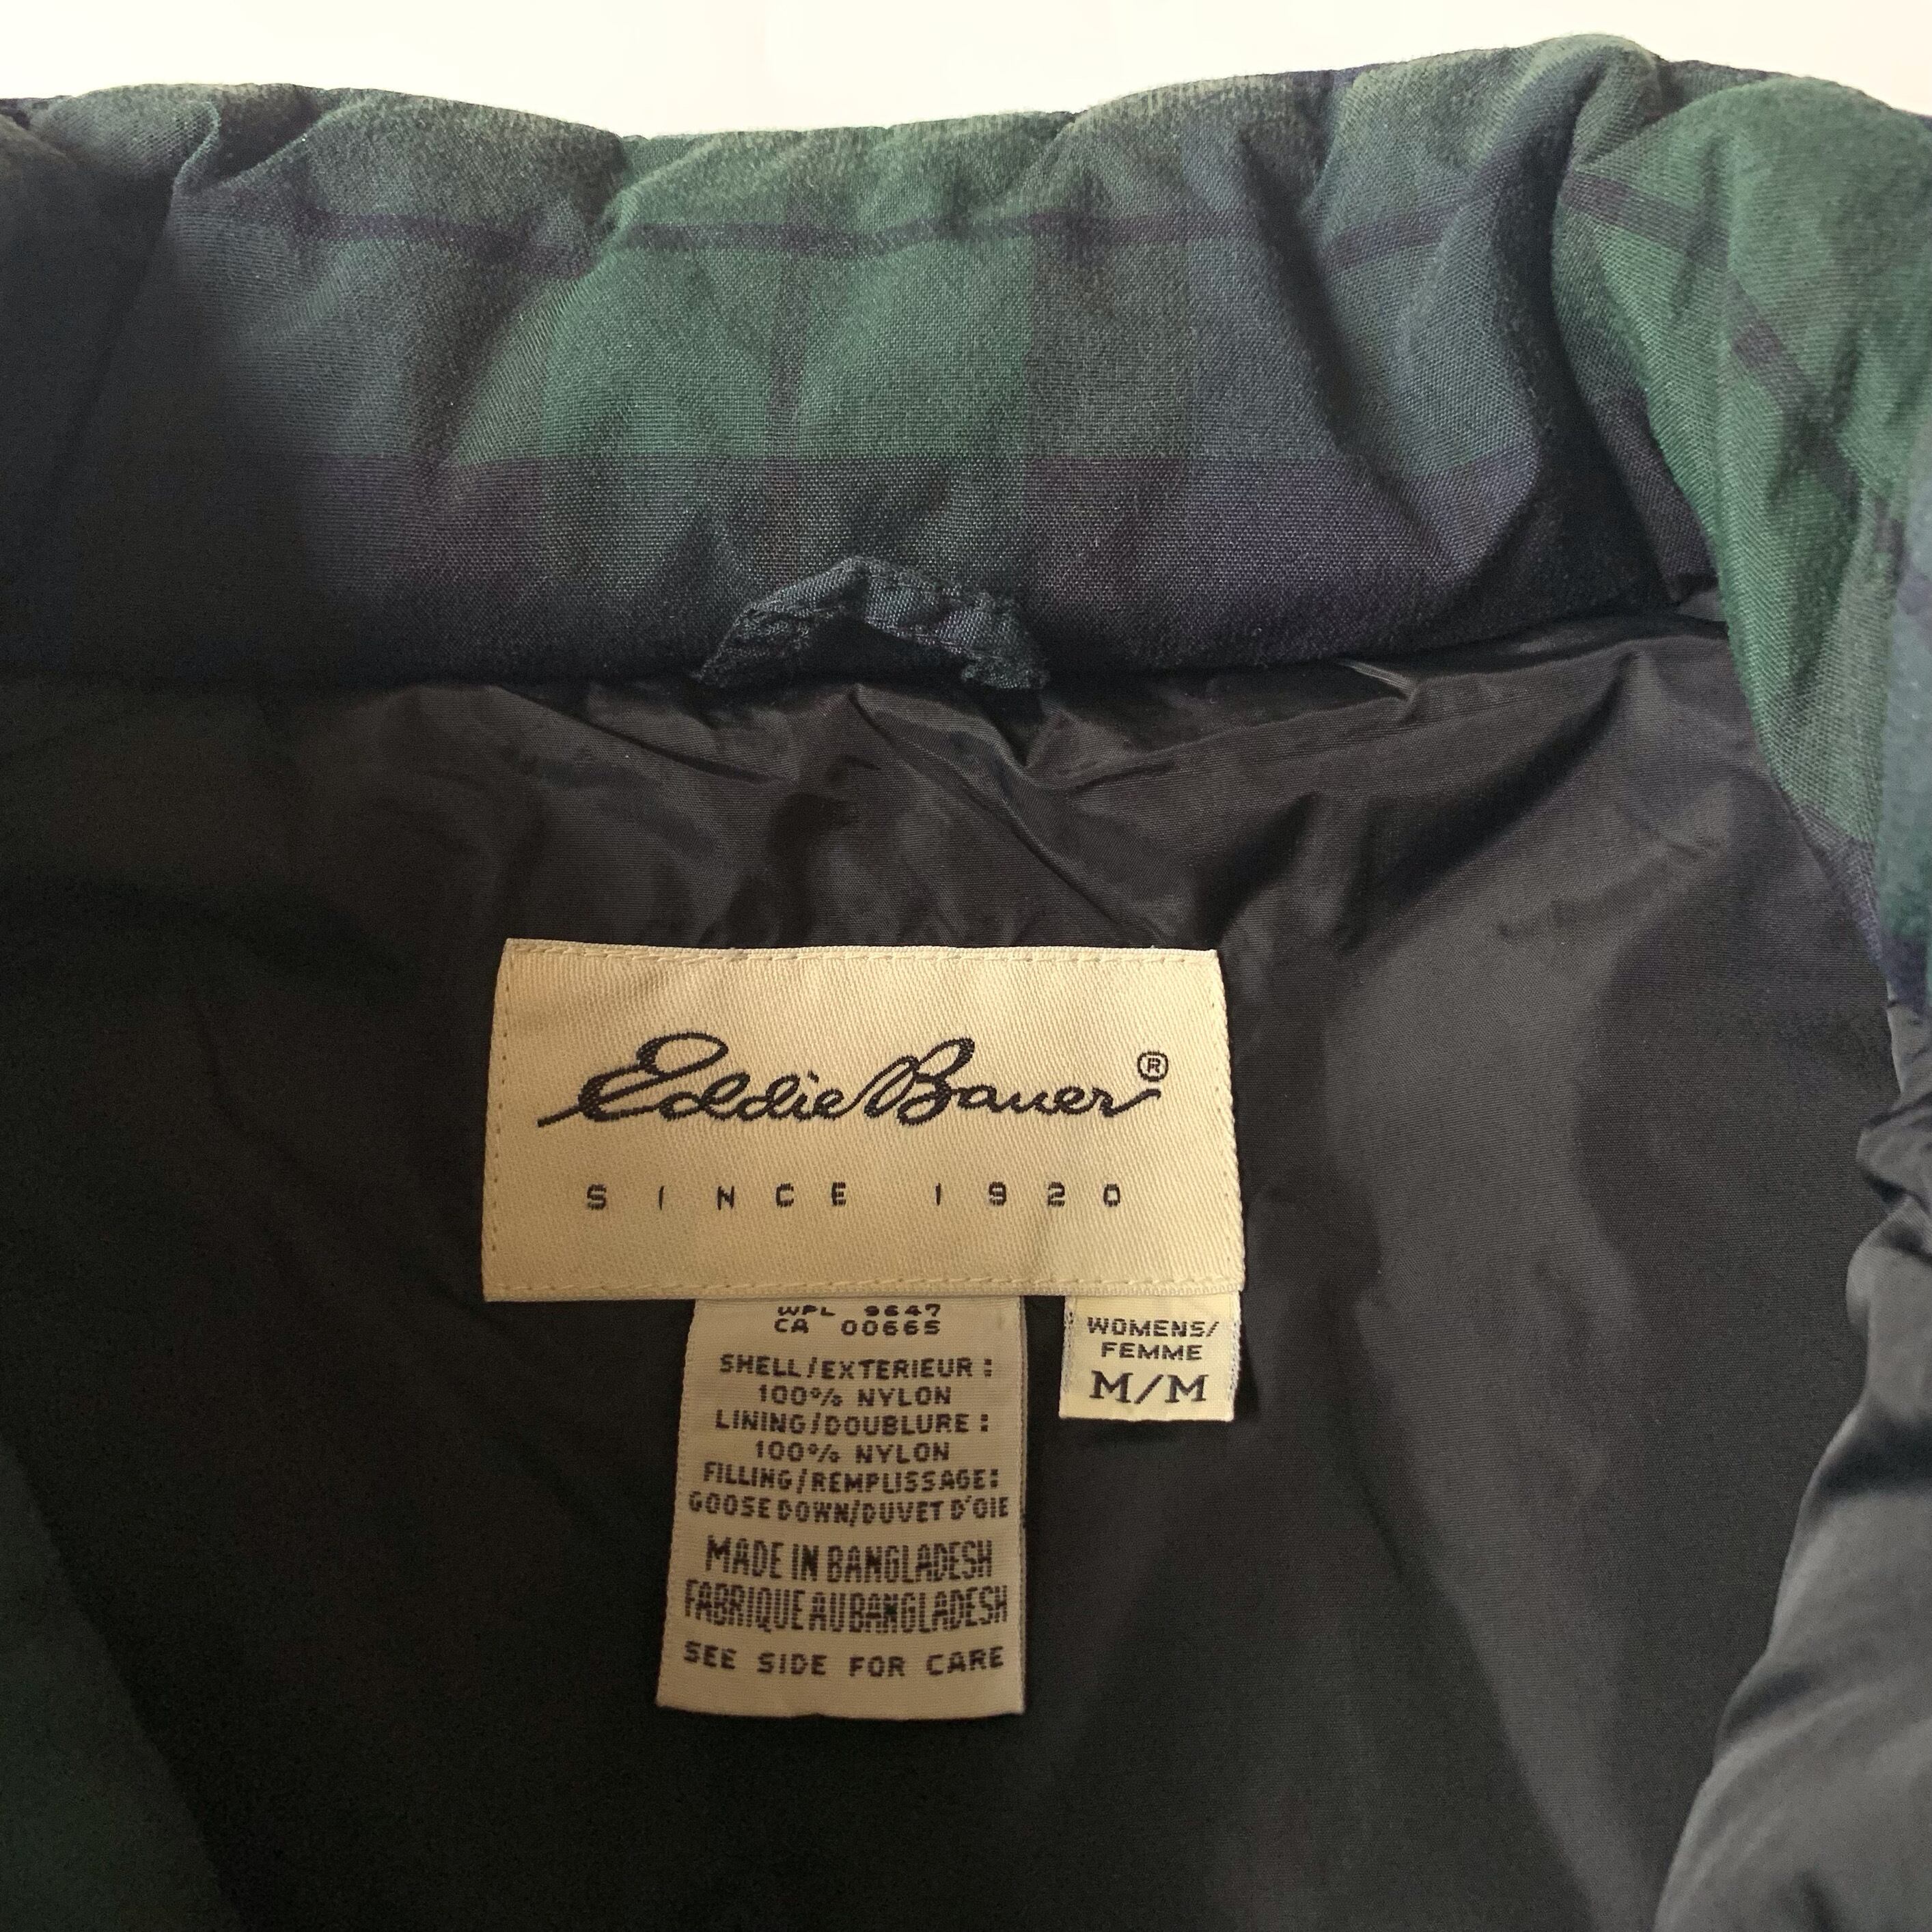 Eddie Bauer®
SINCE 1920
WPL 9647
CA 00665
SHELL/EXTERIEUR:
100% NYLON
LINING/DOUBLURE:
100% NYLON
FILLING/REMPLISSAGE:
GOOSE DOWN/DUVET D'OIE
MADE IN BANGLADESH
FABRIQUE AU BANGLADESH
SEE SIDE FOR CARE
WOMENS/
FEMME
M/M